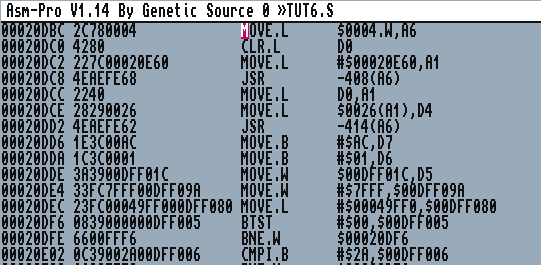 Asm-Pro V1.14 By Genetic Source 0 »TUT6.S
00020DBC 2C780004 MOVE.L $0004.W,A6
00020DC0 4280 CLR.L D0
00020DC2 227C00020E60 MOVE.L #$00020E60,A1
00020DC8 4EAEFE68 JSR -408(A6)
00020DCC 2240 MOVE.L D0,A1
00020DCE 28290026 MOVE.L $0026(A1),D4
00020DD2 4EAEFE62 JSR -414(A6)
00020DD6 1E3C00AC MOVE.B #$AC,D7
00020DDA 1C3C0001 MOVE.B #$01,D6
00020DDE 3A3900DFF01C MOVE.W $00DFF01C,D5
00020DE4 33FC7FFF00DFF09A MOVE.W #$7FFF,$00DFF09A
00020DEC 23FC00049FF000DFF080 MOVE.L #$00049FF0,$00DFF080
00020DF6 0839000000DFF005 BTST #$00,$00DFF005
00020DFE 6600FFF6 BNE.W $00020DF6
00020E02 0C39002A00DFF006 CMPI.B #$2A,$00DFF006